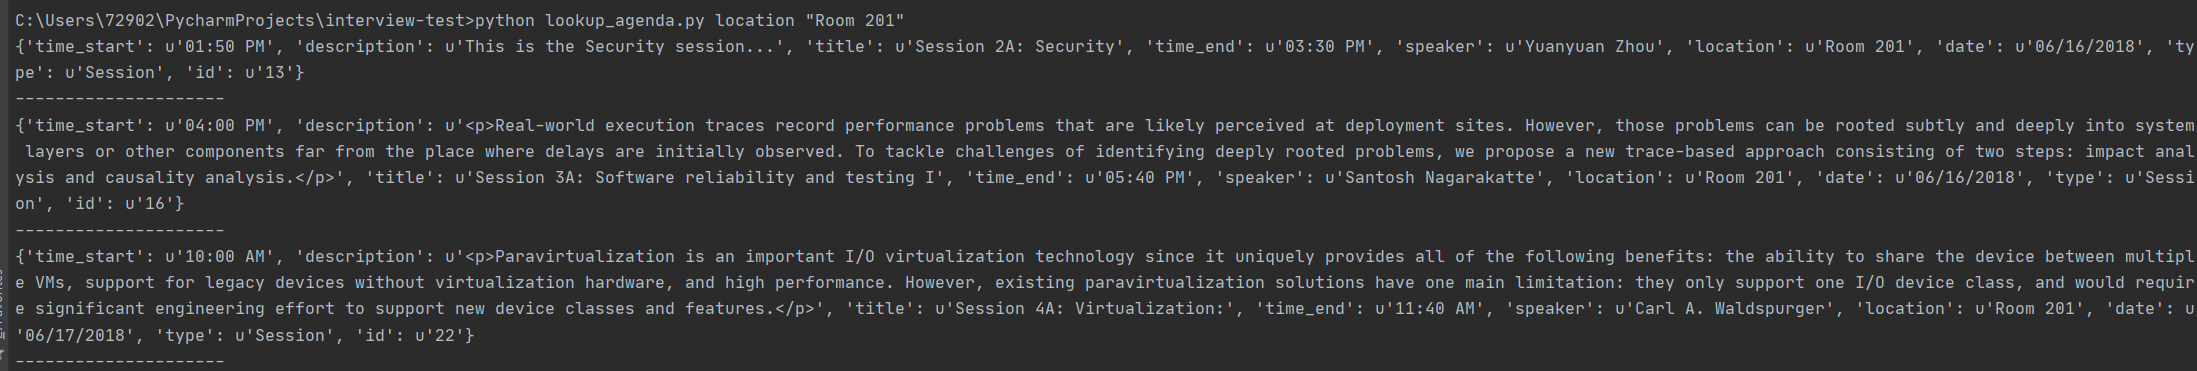 C:\Users\72902\PycharmProjects\interview-test>python lookup_agenda.py location "Room 201"
{'time_start': u'01:50 PM', 'description': u'This is the Security session...', 'title': u'Session 2A: Security', 'time_end': u'03:30 PM', 'speaker': u'Yuanyuan Zhou', 'location': u'Room 201', 'date': u'06/16/2018', 'ty
pe': u'Session', 'id': u'13'}
---------------------
{'time_start': u'04:00 PM', 'description': u'<p>Real-world execution traces record performance problems that are likely perceived at deployment sites. However, those problems can be rooted subtly and deeply into system
 layers or other components far from the place where delays are initially observed. To tackle challenges of identifying deeply rooted problems, we propose a new trace-based approach consisting of two steps: impact anal
ysis and causality analysis.</p>', 'title': u'Session 3A: Software reliability and testing I', 'time_end': u'05:40 PM', 'speaker': u'Santosh Nagarakatte', 'location': u'Room 201', 'date': u'06/16/2018', 'type': u'Sessi
on', 'id': u'16'}
---------------------
{'time_start': u'10:00 AM', 'description': u'<p>Paravirtualization is an important I/O virtualization technology since it uniquely provides all of the following benefits: the ability to share the device between multipl
e VMs, support for legacy devices without virtualization hardware, and high performance. However, existing paravirtualization solutions have one main limitation: they only support one I/O device class, and would requir
e significant engineering effort to support new device classes and features.</p>', 'title': u'Session 4A: Virtualization:', 'time_end': u'11:40 AM', 'speaker': u'Carl A. Waldspurger', 'location': u'Room 201', 'date': u
'06/17/2018', 'type': u'Session', 'id': u'22'}
---------------------